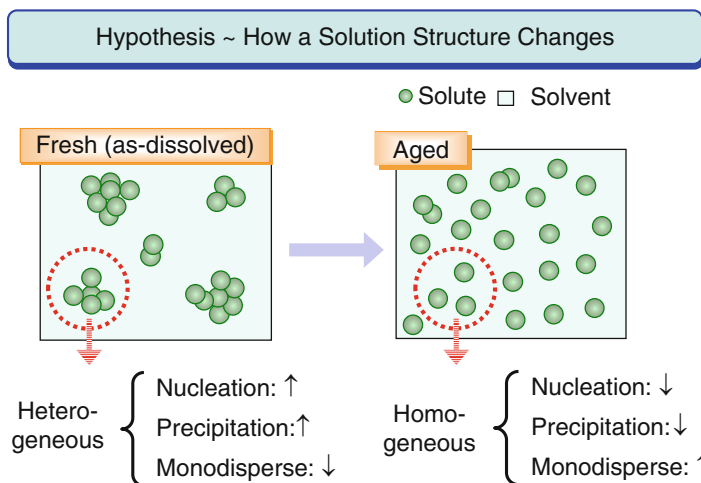 Hypothesis ~ How a Solution Structure Changes
Solute Solvent
Fresh (as-dissolved)
Aged
Hetero-
geneous
Nucleation: ↑
Precipitation:↑
Monodisperse: ↓
Homo-
geneous
Nucleation: ↓
Precipitation: ↓
Monodisperse: ↑